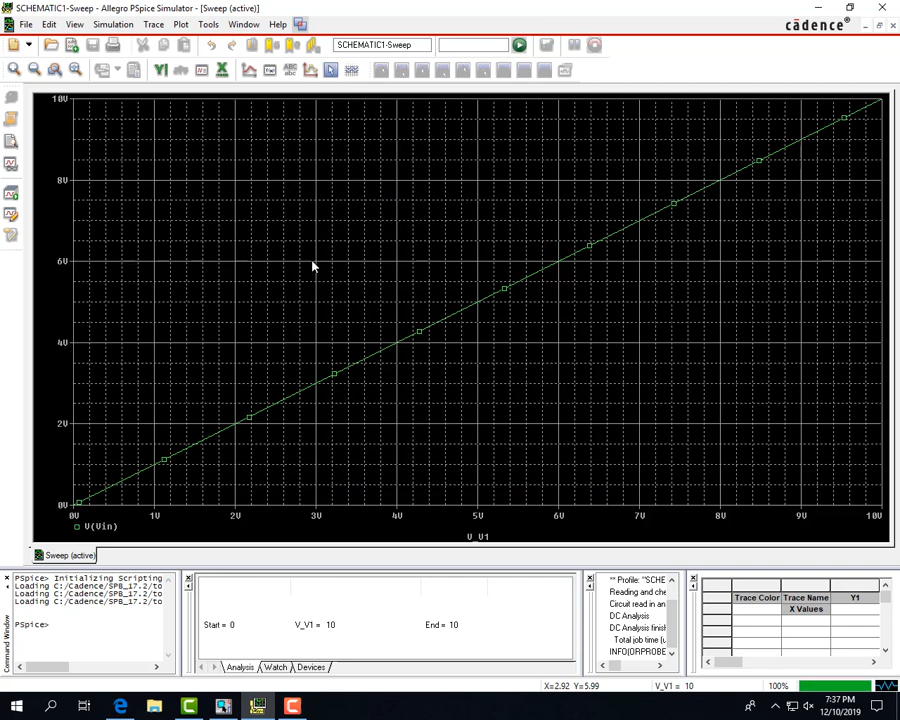 SCHEMATIC1-Sweep - Allegro PSpice Simulator - [Sweep (active)]
File Edit View Simulation Trace Plot Tools Window Help
cādence®
SCHEMATIC1-Sweep
ABC
abc
10V
8V
6V
4V
2V
0V
0V 1V 2V 3V 4V 5V 6V 7V 8V 9V 10V
V(Vin)
V_V1
Sweep (active)
Command Window
PSpice> Initializing Scripting
Loading C:/Cadence/SPB_17.2/to
Loading C:/Cadence/SPB_17.2/to
Loading C:/Cadence/SPB_17.2/to
PSpice>
Start = 0 V_V1 = 10 End = 10
Analysis Watch Devices
** Profile: "SCHE
Reading and che
Circuit read in an
DC Analysis
DC Analysis finish
Total job time (u
INFO(ORPROBE
Trace Color Trace Name Y1
X Values
X=2.92 Y=5.99 V_V1 = 10 100%
7:37 PM
12/10/2019